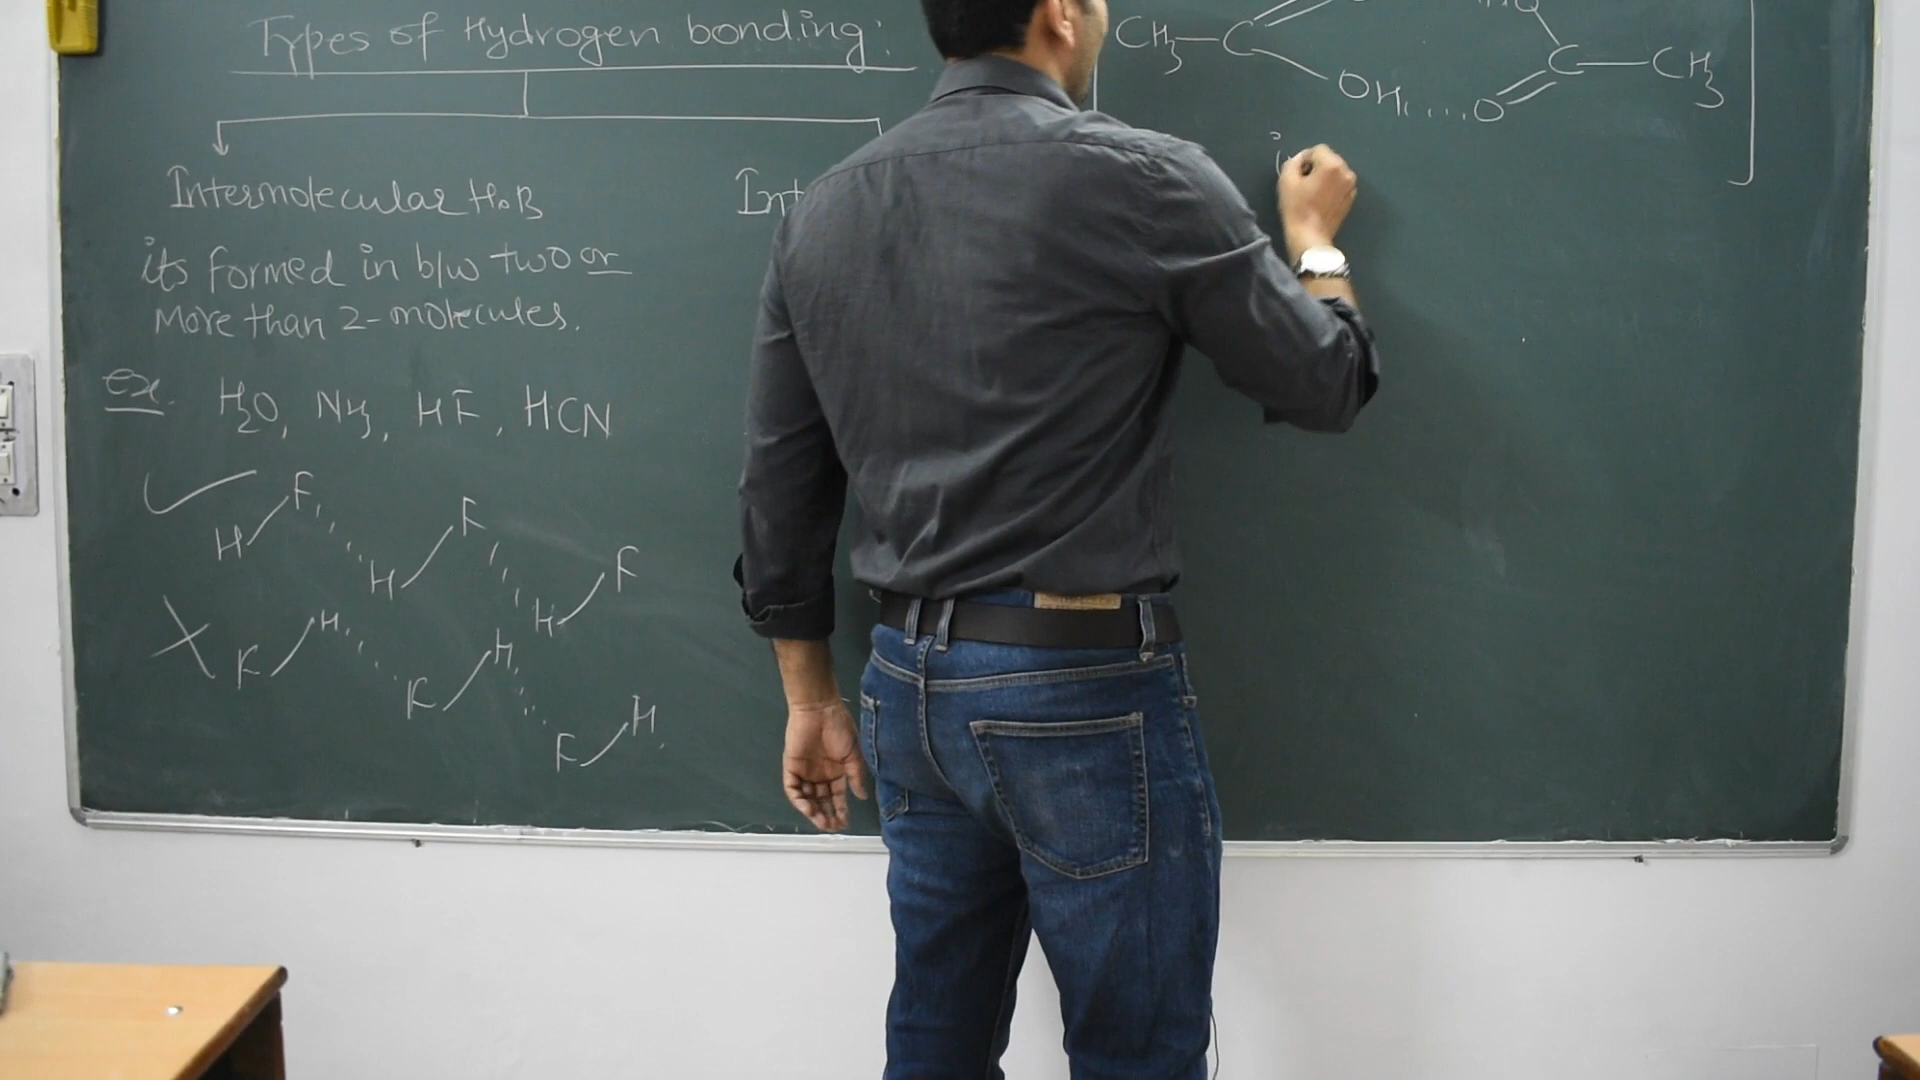 Types of Hydrogen bonding:
Intermolecular H.B
its formed in b/w two or
more than 2-molecules.
ex. H2O, NH3, HF, HCN
F F F
H H H
H H H
K K F
CH3 C OH....O C CH3